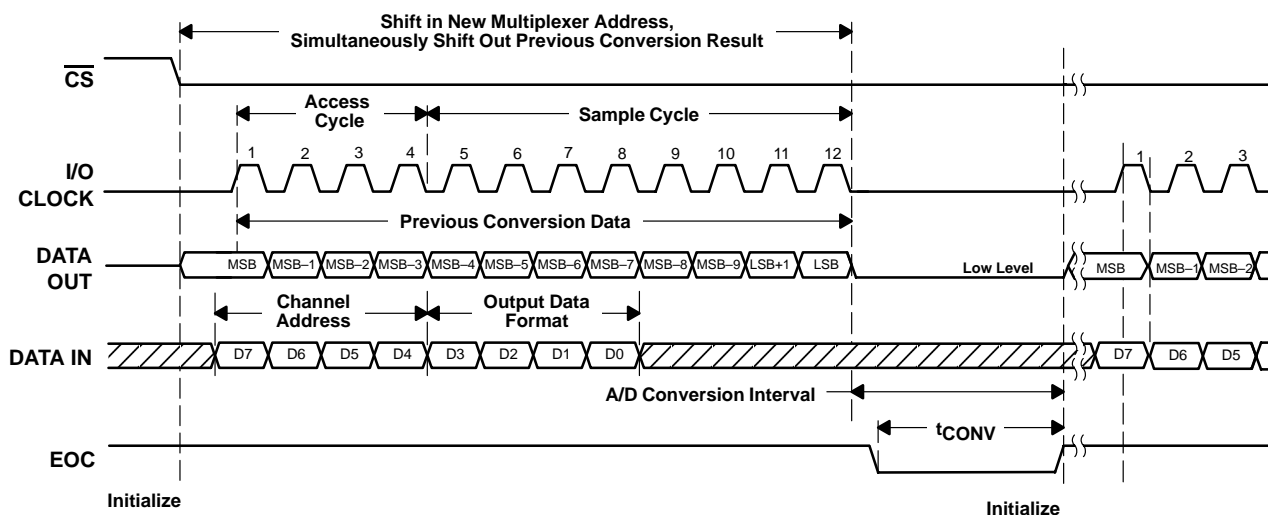 Shift in New Multiplexer Address,
Simultaneously Shift Out Previous Conversion Result
CS
Access
Cycle
Sample Cycle
I/O
CLOCK
1 2 3 4 5 6 7 8 9 10 11 12 1 2 3
Previous Conversion Data
DATA
OUT
MSB MSB–1 MSB–2 MSB–3 MSB–4 MSB–5 MSB–6 MSB–7 MSB–8 MSB–9 LSB+1 LSB Low Level MSB MSB–1 MSB–2
Channel
Address
Output Data
Format
DATA IN
D7 D6 D5 D4 D3 D2 D1 D0 D7 D6 D5
A/D Conversion Interval
tCONV
EOC
Initialize Initialize